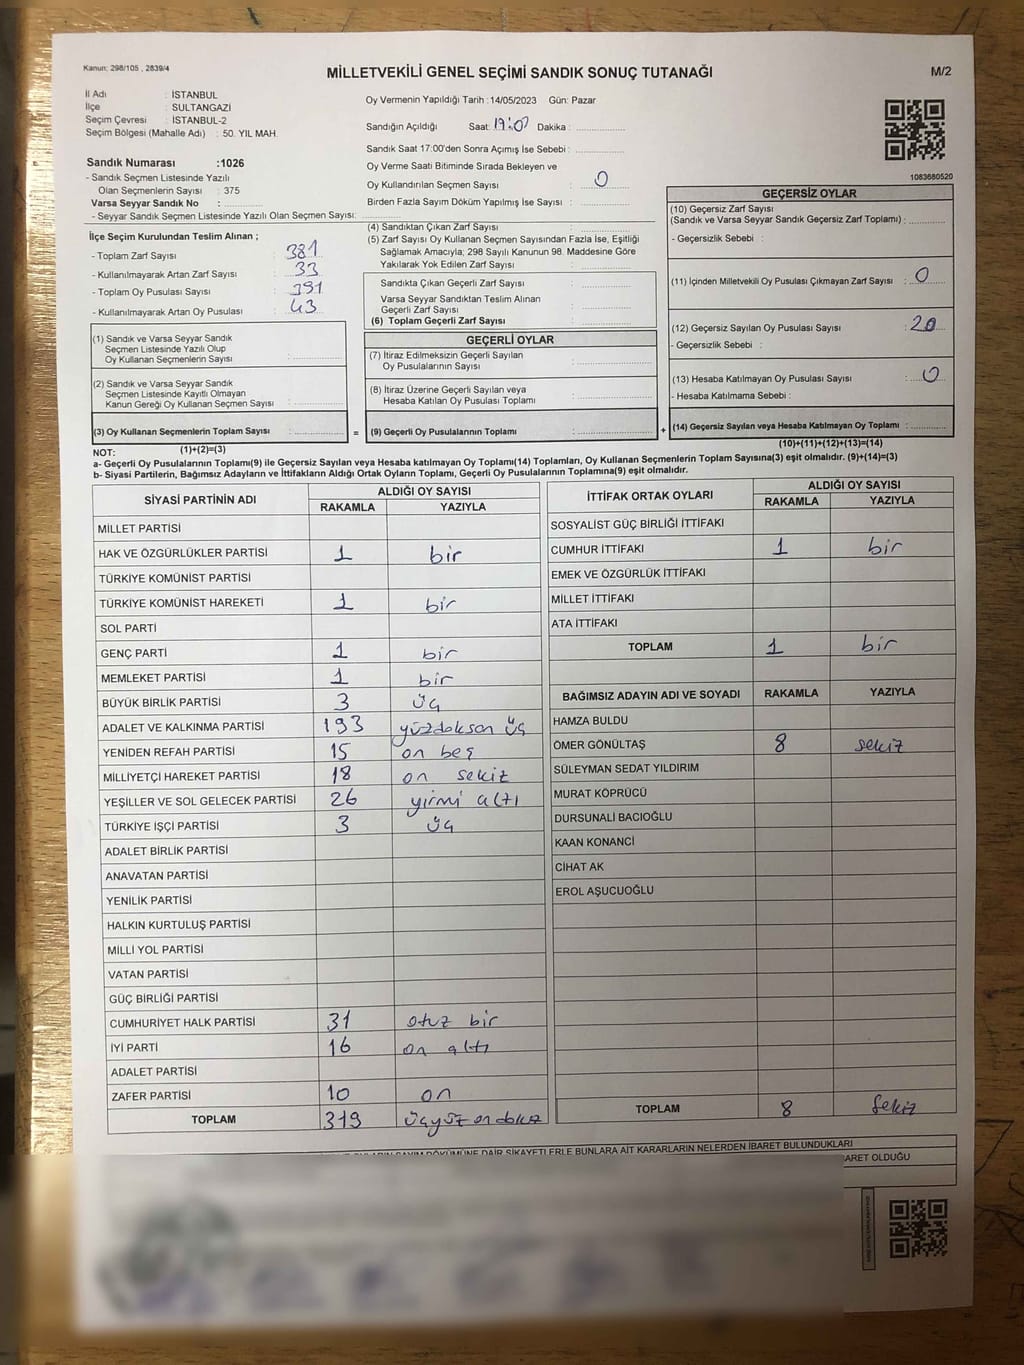 Kanun: 298/105 , 2839/4
MİLLETVEKİLİ GENEL SEÇİMİ SANDIK SONUÇ TUTANAĞI
M/2
İl Adı : İSTANBUL
İlçe : SULTANGAZİ
Seçim Çevresi : İSTANBUL-2
Seçim Bölgesi (Mahalle Adı) : 50. YIL MAH.
Sandık Numarası :1026
- Sandık Seçmen Listesinde Yazılı
Olan Seçmenlerin Sayısı : 375
Varsa Seyyar Sandık No :
- Seyyar Sandık Seçmen Listesinde Yazılı Olan Seçmen Sayısı:
İlçe Seçim Kurulundan Teslim Alınan ;
- Toplam Zarf Sayısı : 381
- Kullanılmayarak Artan Zarf Sayısı : 33
- Toplam Oy Pusulası Sayısı : 391
- Kullanılmayarak Artan Oy Pusulası : 43
Oy Vermenin Yapıldığı Tarih :14/05/2023 Gün: Pazar
Sandığın Açıldığı Saat: 19:07 Dakika :
Sandık Saat 17:00'den Sonra Açımış İse Sebebi :
Oy Verme Saati Bitiminde Sırada Bekleyen ve
Oy Kullandırılan Seçmen Sayısı : 0
Birden Fazla Sayım Döküm Yapılmış İse Sayısı :
(4) Sandıktan Çıkan Zarf Sayısı :
(5) Zarf Sayısı Oy Kullanan Seçmen Sayısından Fazla İse, Eşitliği
Sağlamak Amacıyla; 298 Sayılı Kanunun 98. Maddesine Göre
Yakılarak Yok Edilen Zarf Sayısı :
Sandıkta Çıkan Geçerli Zarf Sayısı :
Varsa Seyyar Sandıktan Teslim Alınan
Geçerli Zarf Sayısı :
(6) Toplam Geçerli Zarf Sayısı :
1083680520
GEÇERSİZ OYLAR
(10) Geçersiz Zarf Sayısı
(Sandık ve Varsa Seyyar Sandık Geçersiz Zarf Toplamı) :
- Geçersizlik Sebebi :
(11) İçinden Milletvekili Oy Pusulası Çıkmayan Zarf Sayısı : 0
(12) Geçersiz Sayılan Oy Pusulası Sayısı : 20
- Geçersizlik Sebebi :
(13) Hesaba Katılmayan Oy Pusulası Sayısı : 0
- Hesaba Katılmama Sebebi :
(14) Geçersiz Sayılan veya Hesaba Katılmayan Oy Toplamı :
(10)+(11)+(12)+(13)=(14)
(1) Sandık ve Varsa Seyyar Sandık
Seçmen Listesinde Yazılı Olup
Oy Kullanan Seçmenlerin Sayısı :
(2) Sandık ve Varsa Seyyar Sandık
Seçmen Listesinde Kayıtlı Olmayan
Kanun Gereği Oy Kullanan Seçmen Sayısı :
(3) Oy Kullanan Seçmenlerin Toplam Sayısı : =
(1)+(2)=(3)
GEÇERLİ OYLAR
(7) İtiraz Edilmeksizin Geçerli Sayılan
Oy Pusulalarının Sayısı :
(8) İtiraz Üzerine Geçerli Sayılan veya
Hesaba Katılan Oy Pusulası Toplamı :
(9) Geçerli Oy Pusulalarının Toplamı : +
NOT:
a- Geçerli Oy Pusulalarının Toplamı(9) ile Geçersiz Sayılan veya Hesaba katılmayan Oy Toplamı(14) Toplamları, Oy Kullanan Seçmenlerin Toplam Sayısına(3) eşit olmalıdır. (9)+(14)=(3)
b- Siyasi Partilerin, Bağımsız Adayların ve İttifakların Aldığı Ortak Oyların Toplamı, Geçerli Oy Pusulalarının Toplamına(9) eşit olmalıdır.
SİYASİ PARTİNİN ADI ALDIĞI OY SAYISI
RAKAMLA YAZIYLA
MİLLET PARTİSİ
HAK VE ÖZGÜRLÜKLER PARTİSİ 1 bir
TÜRKİYE KOMÜNİST PARTİSİ
TÜRKİYE KOMÜNİST HAREKETİ 1 bir
SOL PARTİ
GENÇ PARTİ 1 bir
MEMLEKET PARTİSİ 1 bir
BÜYÜK BİRLİK PARTİSİ 3 üç
ADALET VE KALKINMA PARTİSİ 193 yüzdoksan üç
YENİDEN REFAH PARTİSİ 15 on beş
MİLLİYETÇİ HAREKET PARTİSİ 18 on sekiz
YEŞİLLER VE SOL GELECEK PARTİSİ 26 yirmi altı
TÜRKİYE İŞÇİ PARTİSİ 3 üç
ADALET BİRLİK PARTİSİ
ANAVATAN PARTİSİ
YENİLİK PARTİSİ
HALKIN KURTULUŞ PARTİSİ
MİLLİ YOL PARTİSİ
VATAN PARTİSİ
GÜÇ BİRLİĞİ PARTİSİ
CUMHURİYET HALK PARTİSİ 31 otuz bir
İYİ PARTİ 16 on altı
ADALET PARTİSİ
ZAFER PARTİSİ 10 on
TOPLAM 319 üçyüz ondokuz
İTTİFAK ORTAK OYLARI ALDIĞI OY SAYISI
RAKAMLA YAZIYLA
SOSYALİST GÜÇ BİRLİĞİ İTTİFAKI
CUMHUR İTTİFAKI 1 bir
EMEK VE ÖZGÜRLÜK İTTİFAKI
MİLLET İTTİFAKI
ATA İTTİFAKI
TOPLAM 1 bir
BAĞIMSIZ ADAYIN ADI VE SOYADI RAKAMLA YAZIYLA
HAMZA BULDU
ÖMER GÖNÜLTAŞ 8 sekiz
SÜLEYMAN SEDAT YILDIRIM
MURAT KÖPRÜCÜ
DURSUNALİ BACIOĞLU
KAAN KONANCİ
CİHAT AK
EROL AŞUCUOĞLU
TOPLAM 8 Sekiz
DÖKÜMÜNE DAİR ŞİKAYETLERLE BUNLARA AİT KARARLARIN NELERDEN İBARET BULUNDUKLARI
BARET OLDUĞU